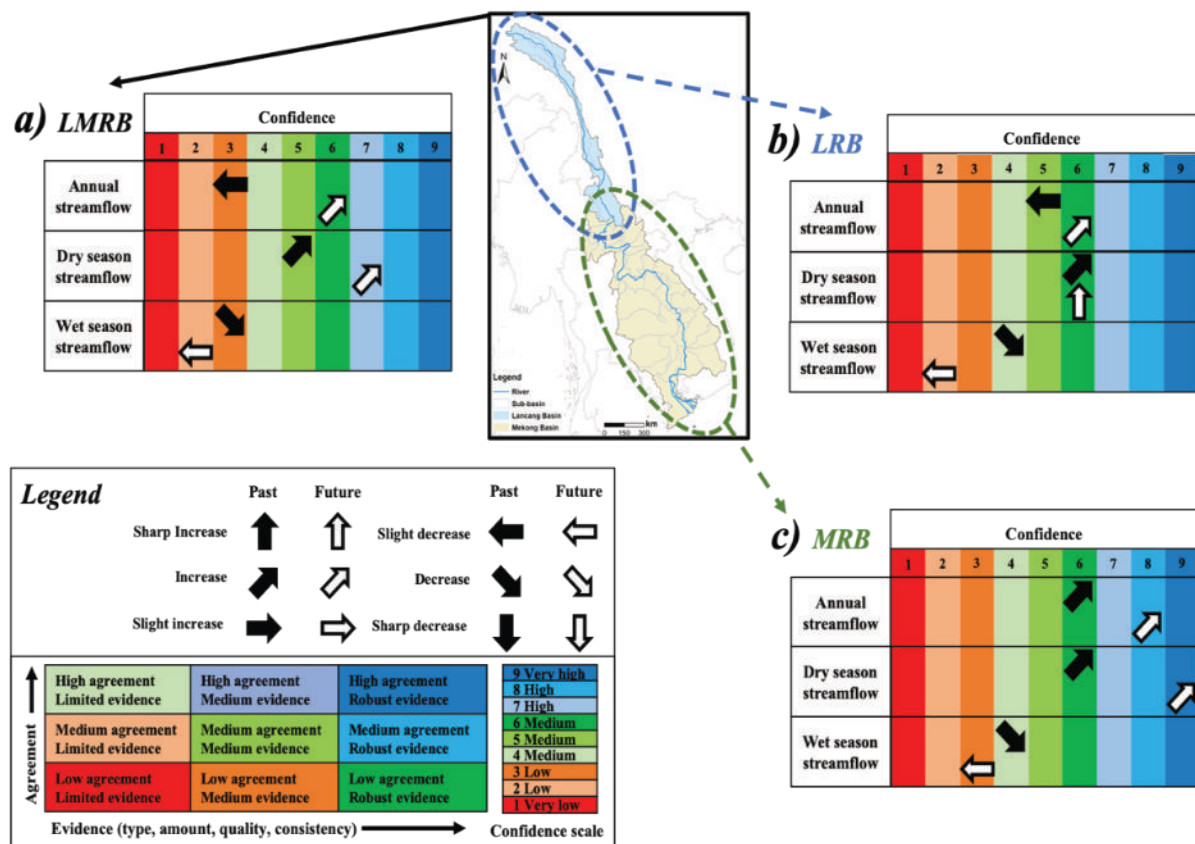 a) LMRB
Confidence
1 2 3 4 5 6 7 8 9
Annual
streamflow
Dry season
streamflow
Wet season
streamflow
N
Legend
River
Sub-basin
Lancang Basin
Mekong Basin
0 150 300 km
b) LRB
Confidence
1 2 3 4 5 6 7 8 9
Annual
streamflow
Dry season
streamflow
Wet season
streamflow
c) MRB
Confidence
1 2 3 4 5 6 7 8 9
Annual
streamflow
Dry season
streamflow
Wet season
streamflow
Legend
Past Future Past Future
Sharp Increase Slight decrease
Increase Decrease
Slight increase Sharp decrease
Agreement
High agreement
Limited evidence
High agreement
Medium evidence
High agreement
Robust evidence
Medium agreement
Limited evidence
Medium agreement
Medium evidence
Medium agreement
Robust evidence
Low agreement
Limited evidence
Low agreement
Medium evidence
Low agreement
Robust evidence
9 Very high
8 High
7 High
6 Medium
5 Medium
4 Medium
3 Low
2 Low
1 Very low
Evidence (type, amount, quality, consistency)
Confidence scale